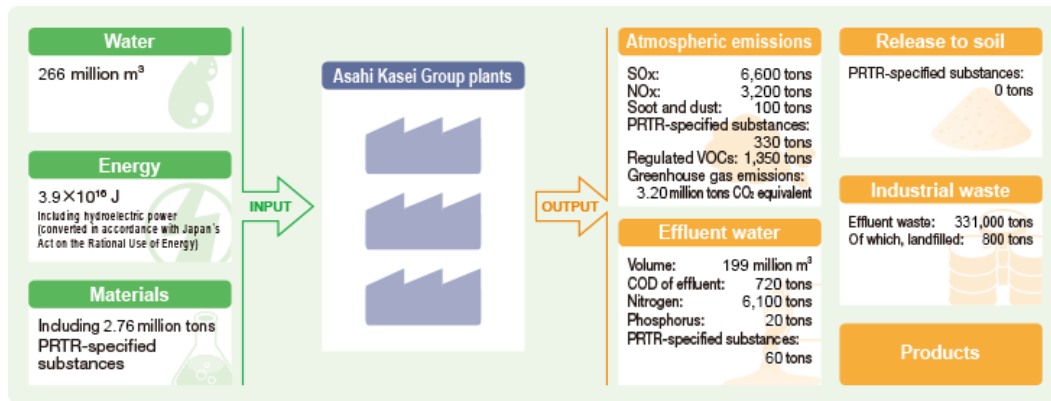 Water
266 million m³
Energy
3.9×10¹⁶ J
Including hydroelectric power
(converted in accordance with Japan's
Act on the Rational Use of Energy)
Materials
Including 2.76 million tons
PRTR-specified
substances
INPUT
Asahi Kasei Group plants
OUTPUT
Atmospheric emissions
SOx: 6,600 tons
NOx: 3,200 tons
Soot and dust: 100 tons
PRTR-specified substances:
330 tons
Regulated VOCs: 1,350 tons
Greenhouse gas emissions:
3.20 million tons CO₂ equivalent
Effluent water
Volume: 199 million m³
COD of effluent: 720 tons
Nitrogen: 6,100 tons
Phosphorus: 20 tons
PRTR-specified substances:
60 tons
Release to soil
PRTR-specified substances:
0 tons
Industrial waste
Effluent waste: 331,000 tons
Of which, landfilled: 800 tons
Products